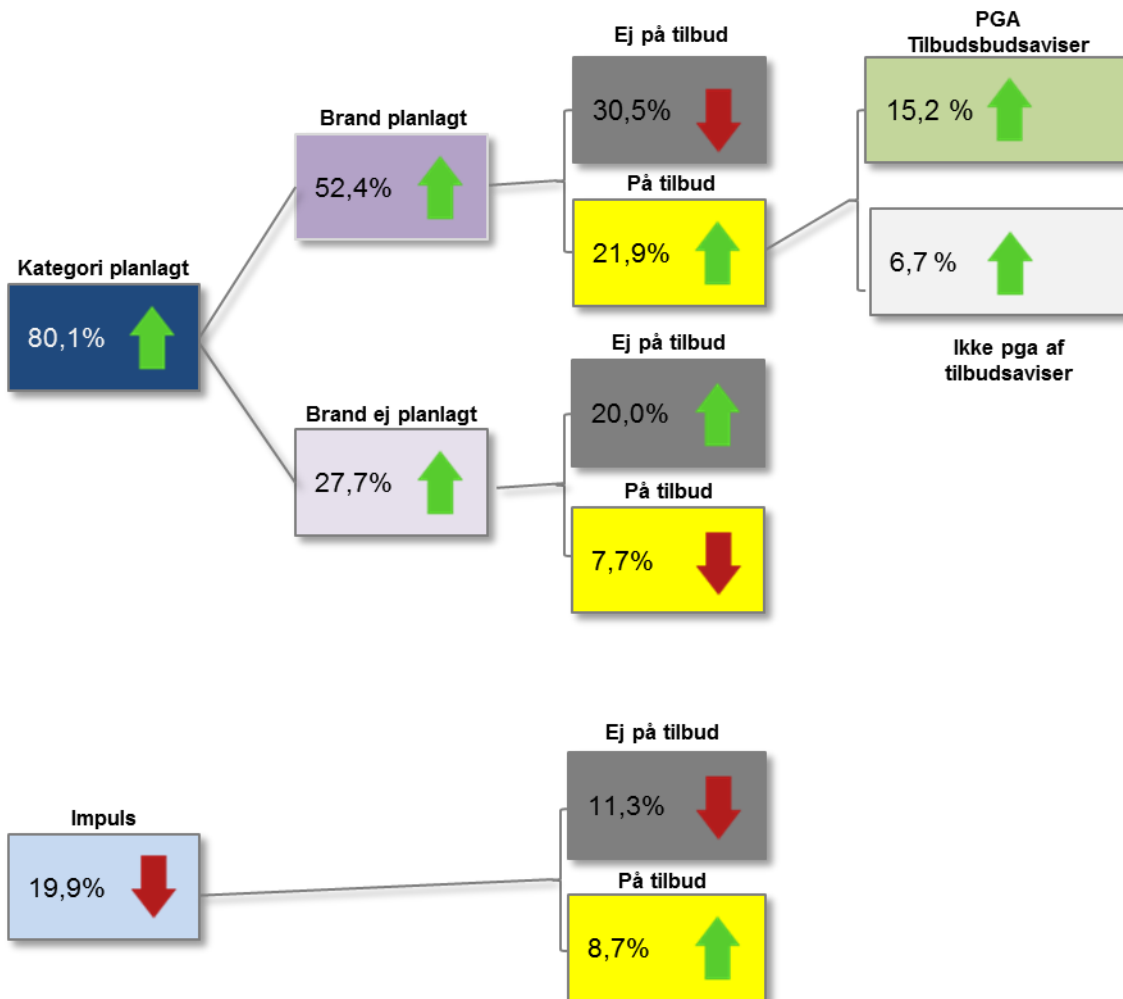 PGA
Tilbudsbudsaviser
Ej på tilbud
30,5%
15,2 %
Brand planlagt
52,4%
På tilbud
21,9%
6,7 %
Ikke pga af
tilbudsaviser
Kategori planlagt
80,1%
Ej på tilbud
20,0%
Brand ej planlagt
27,7%
På tilbud
7,7%
Ej på tilbud
11,3%
Impuls
19,9%
På tilbud
8,7%